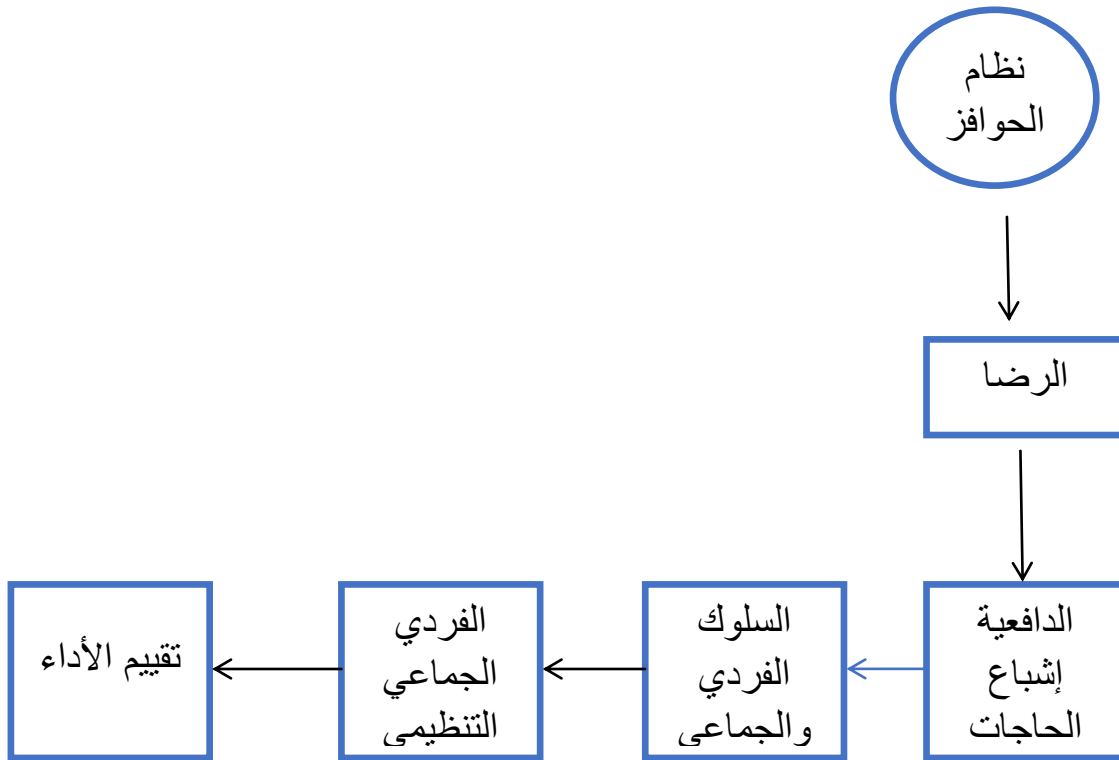 نظام
الحوافز
الرضا
الدافعية
إشباع
الحاجات
السلوك
الفردي
والجماعي
الفردي
الجماعي
التنظيمي
تقييم الأداء